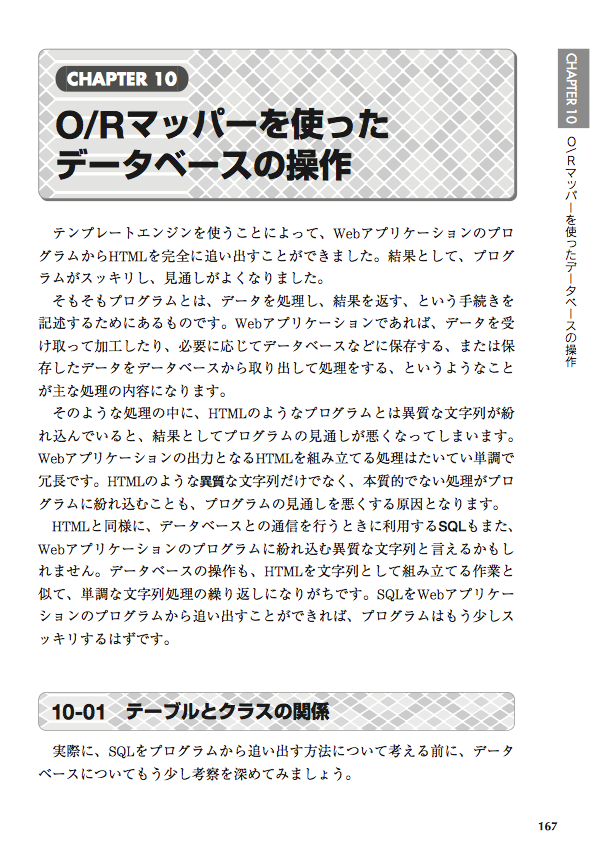 CHAPTER 10
O/Rマッパーを使った
データベースの操作
テンプレートエンジンを使うことによって、Webアプリケーションのプロ
グラムからHTMLを完全に追い出すことができました。結果として、プログ
ラムがスッキリし、見通しがよくなりました。
そもそもプログラムとは、データを処理し、結果を返す、という手続きを
記述するためにあるものです。Webアプリケーションであれば、データを受
け取って加工したり、必要に応じてデータベースなどに保存する、または保
存したデータをデータベースから取り出して処理をする、というようなこと
が主な処理の内容になります。
そのような処理の中に、HTMLのようなプログラムとは異質な文字列が紛
れ込んでいると、結果としてプログラムの見通しが悪くなってしまいます。
Webアプリケーションの出力となるHTMLを組み立てる処理はたいてい単調で
冗長です。HTMLのような異質な文字列だけでなく、本質的でない処理がプロ
グラムに紛れ込むことも、プログラムの見通しを悪くする原因となります。
HTMLと同様に、データベースとの通信を行うときに利用するSQLもまた、
Webアプリケーションのプログラムに紛れ込む異質な文字列と言えるかもし
れません。データベースの操作も、HTMLを文字列として組み立てる作業と
似て、単調な文字列処理の繰り返しになりがちです。SQLをWebアプリケー
ションのプログラムから追い出すことができれば、プログラムはもう少しス
ッキリするはずです。
10-01 テーブルとクラスの関係
実際に、SQLをプログラムから追い出す方法について考える前に、データ
ベースについてもう少し考察を深めてみましょう。
CHAPTER 10 O/Rマッパーを使ったデータベースの操作
167